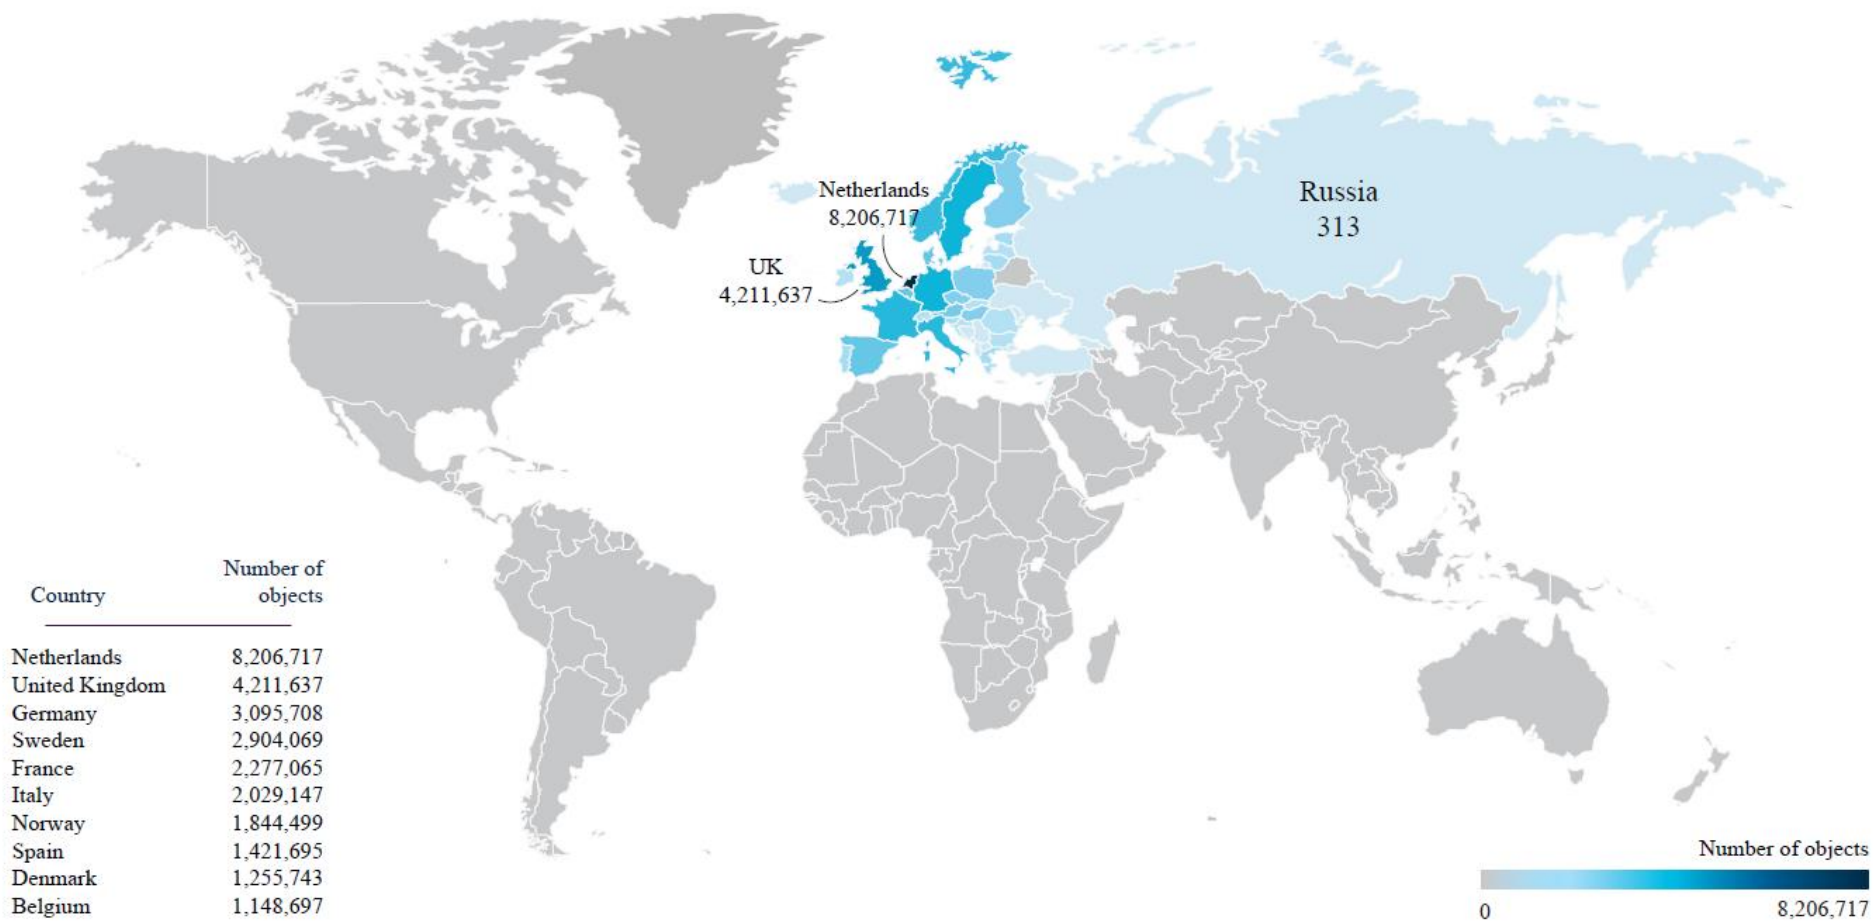 Netherlands
8,206,717
Russia
313
UK
4,211,637
Number of
Country objects
Netherlands 8,206,717
United Kingdom 4,211,637
Germany 3,095,708
Sweden 2,904,069
France 2,277,065
Italy 2,029,147
Norway 1,844,499
Spain 1,421,695
Denmark 1,255,743
Belgium 1,148,697
Number of objects
0 8,206,717